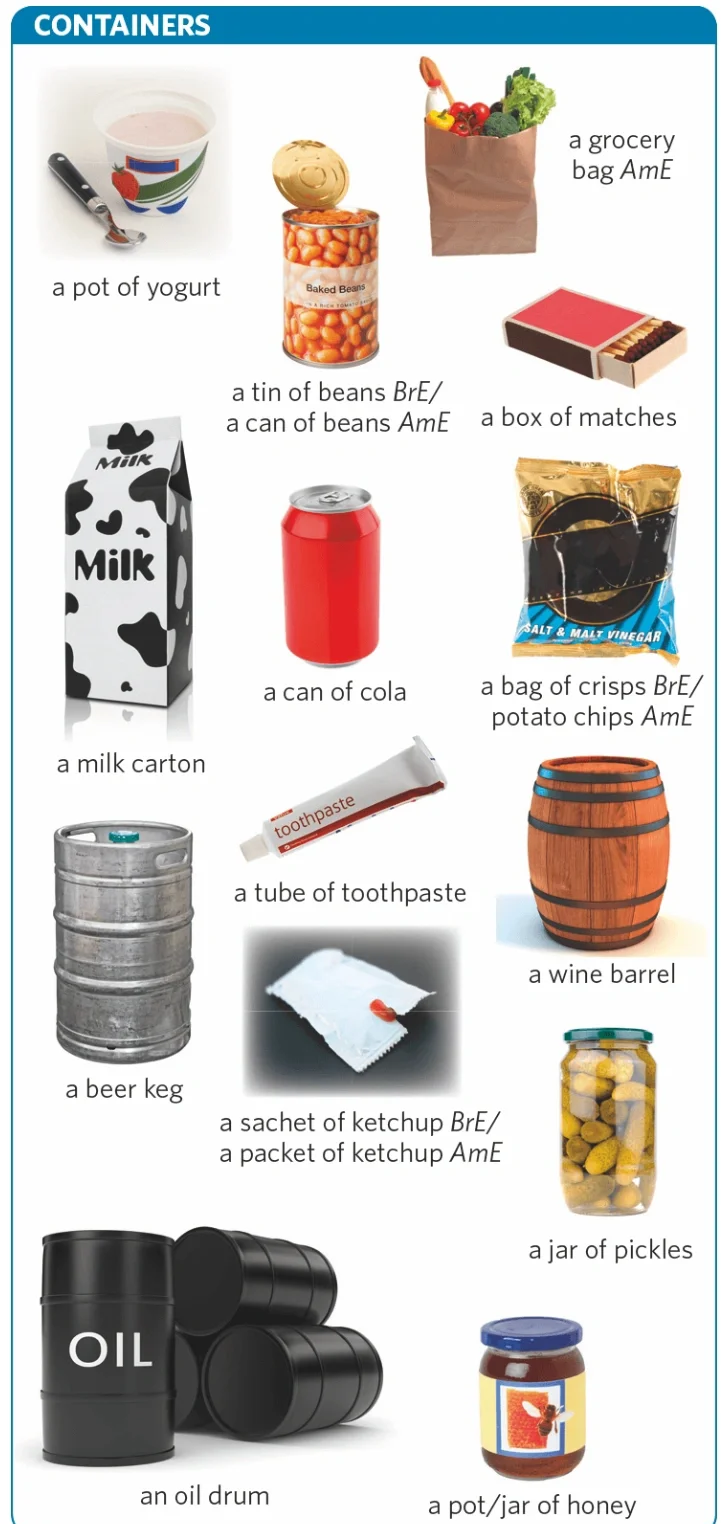 CONTAINERS
a grocery
bag AmE
a pot of yogurt
Baked Beans
a tin of beans BrE/
a can of beans AmE
a box of matches
Milk
Milk
SALT & MALT VINEGAR
a can of cola
a bag of crisps BrE/
potato chips AmE
a milk carton
toothpaste
a tube of toothpaste
a wine barrel
a beer keg
a sachet of ketchup BrE/
a packet of ketchup AmE
a jar of pickles
OIL
an oil drum
a pot/jar of honey